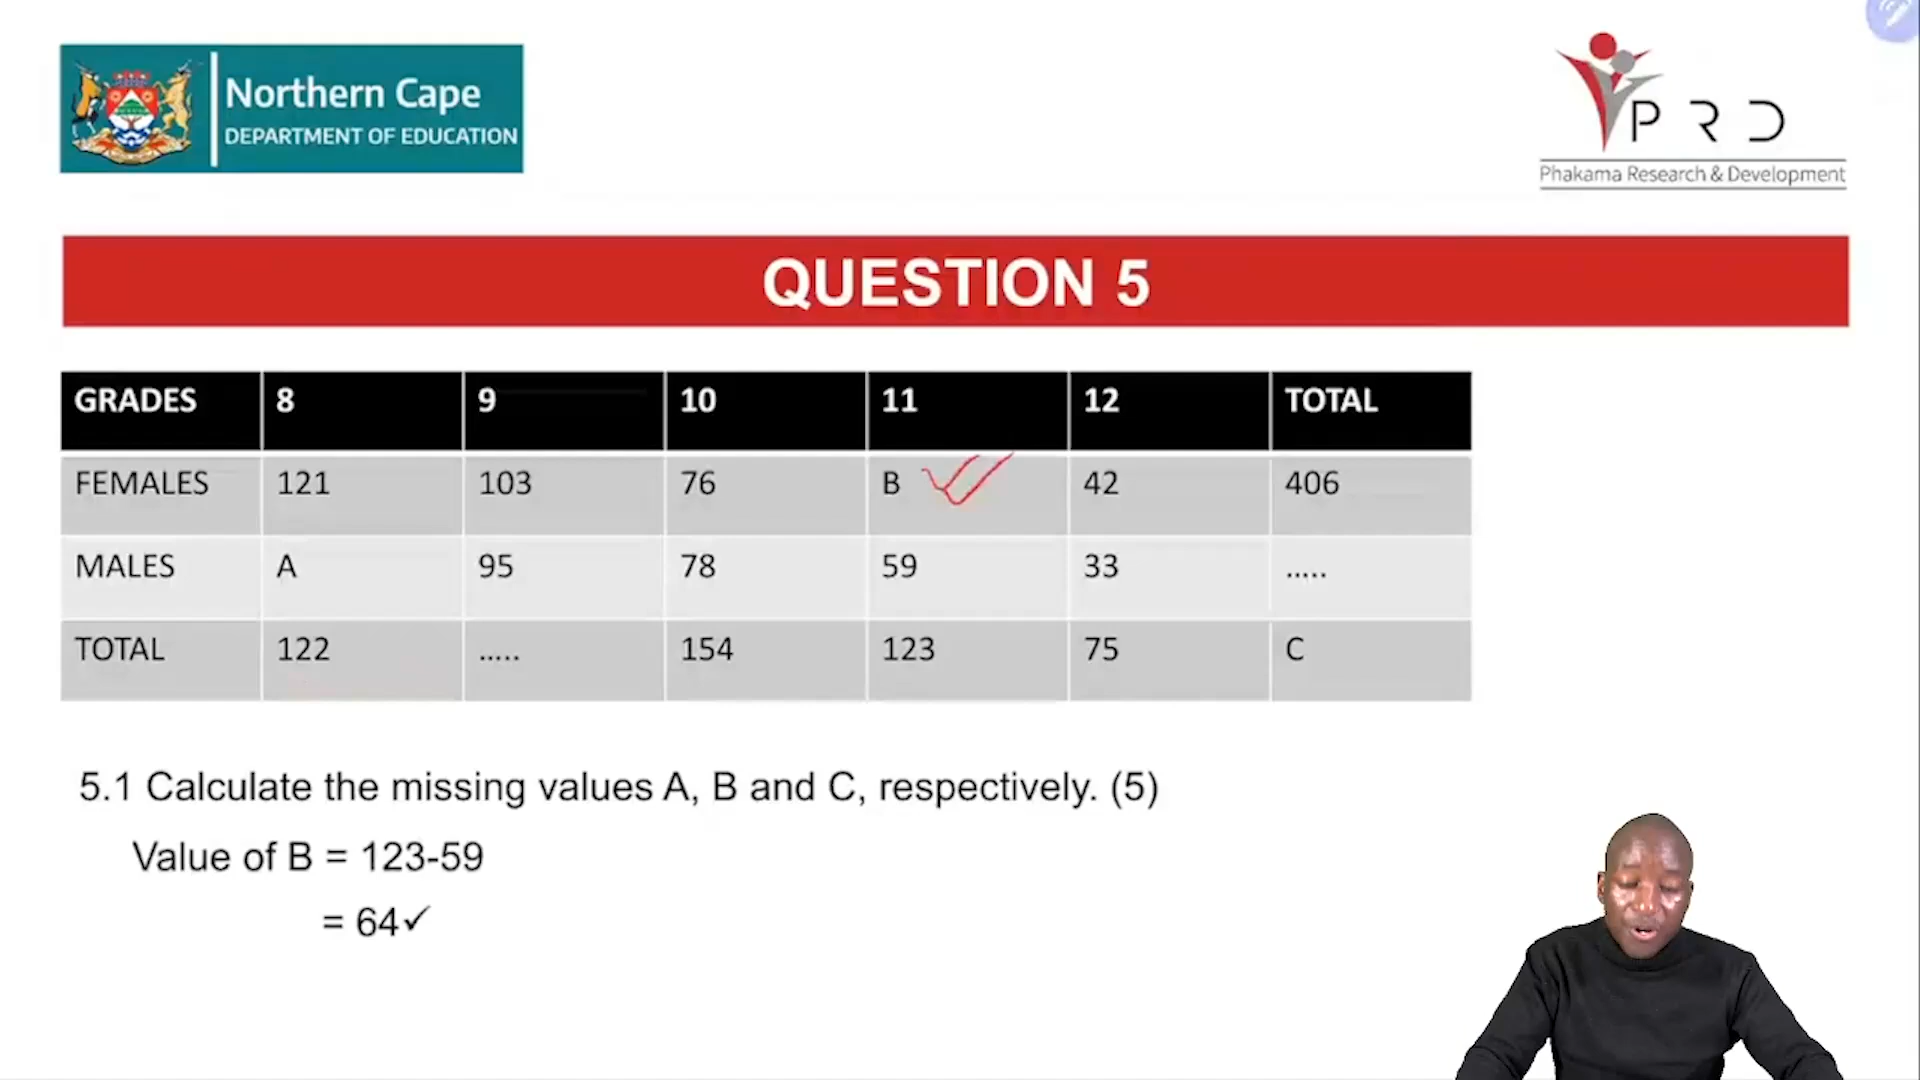 Northern Cape
DEPARTMENT OF EDUCATION
PRD
Phakama Research & Development
QUESTION 5
GRADES 8 9 10 11 12 TOTAL
FEMALES 121 103 76 B 42 406
MALES A 95 78 59 33 .....
TOTAL 122 ..... 154 123 75 C
5.1 Calculate the missing values A, B and C, respectively. (5)
Value of B = 123-59
= 64✓